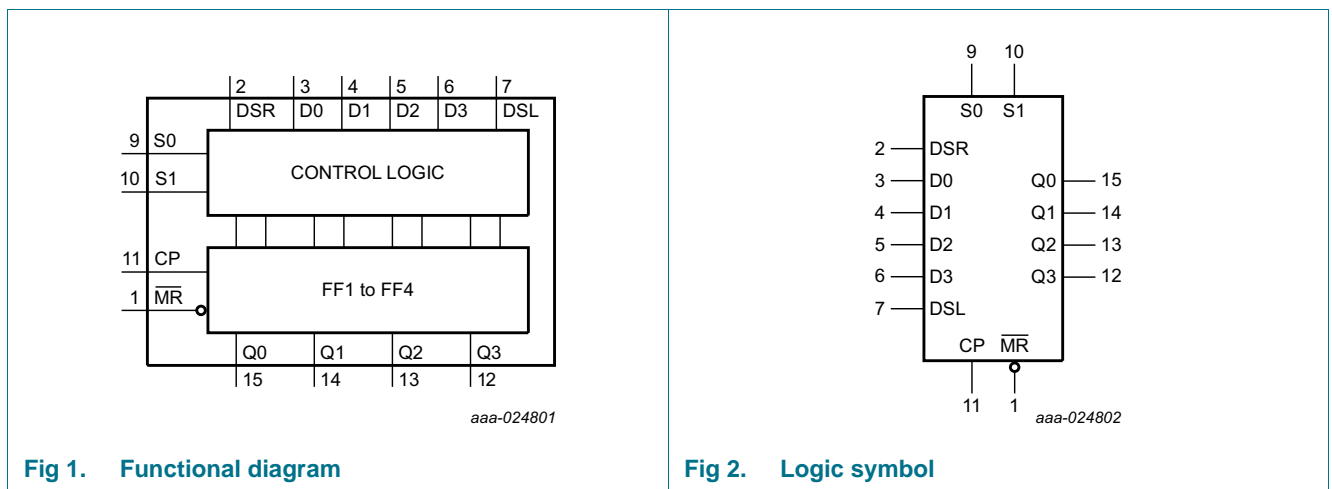 2 3 4 5 6 7
DSR D0 D1 D2 D3 DSL
9 S0
CONTROL LOGIC
10 S1
11 CP
FF1 to FF4
1 MR
Q0 Q1 Q2 Q3
15 14 13 12
aaa-024801
Fig 1. Functional diagram
9 10
S0 S1
2 DSR
3 D0 Q0 15
4 D1 Q1 14
5 D2 Q2 13
6 D3 Q3 12
7 DSL
CP MR
11 1
aaa-024802
Fig 2. Logic symbol